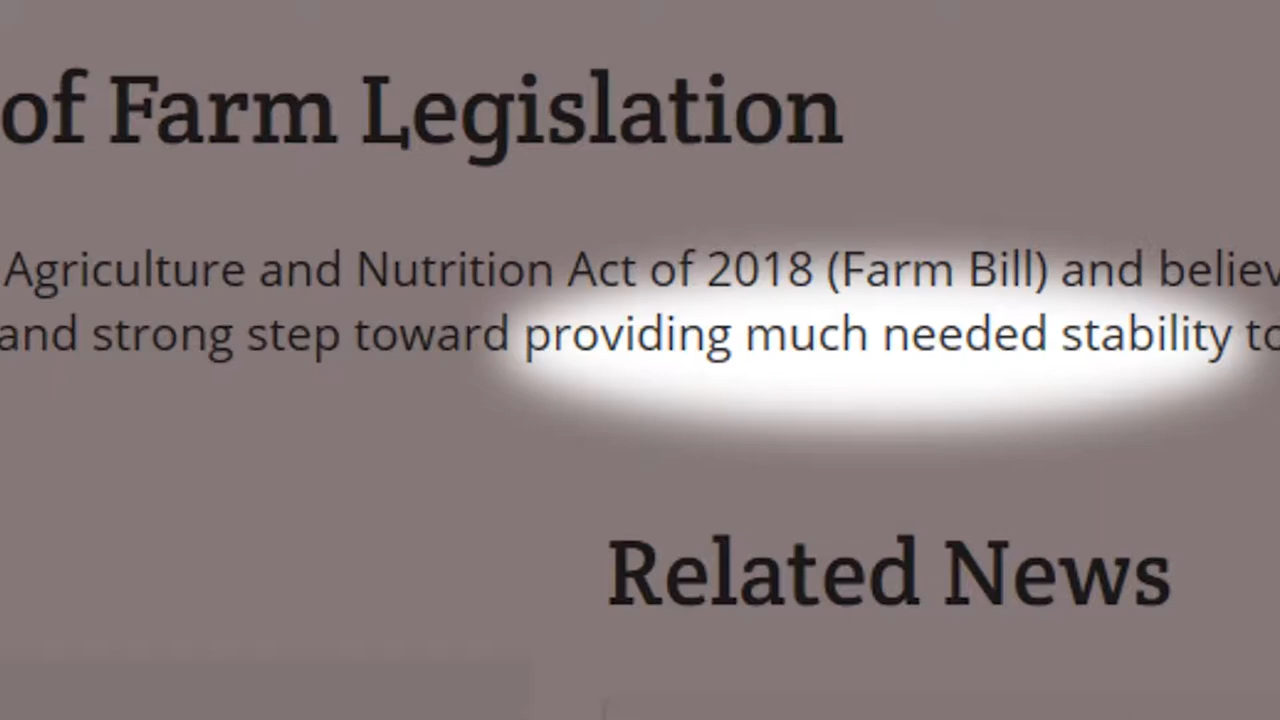 of Farm Legislation
Agriculture and Nutrition Act of 2018 (Farm Bill) and believ
and strong step toward providing much needed stability to
Related News